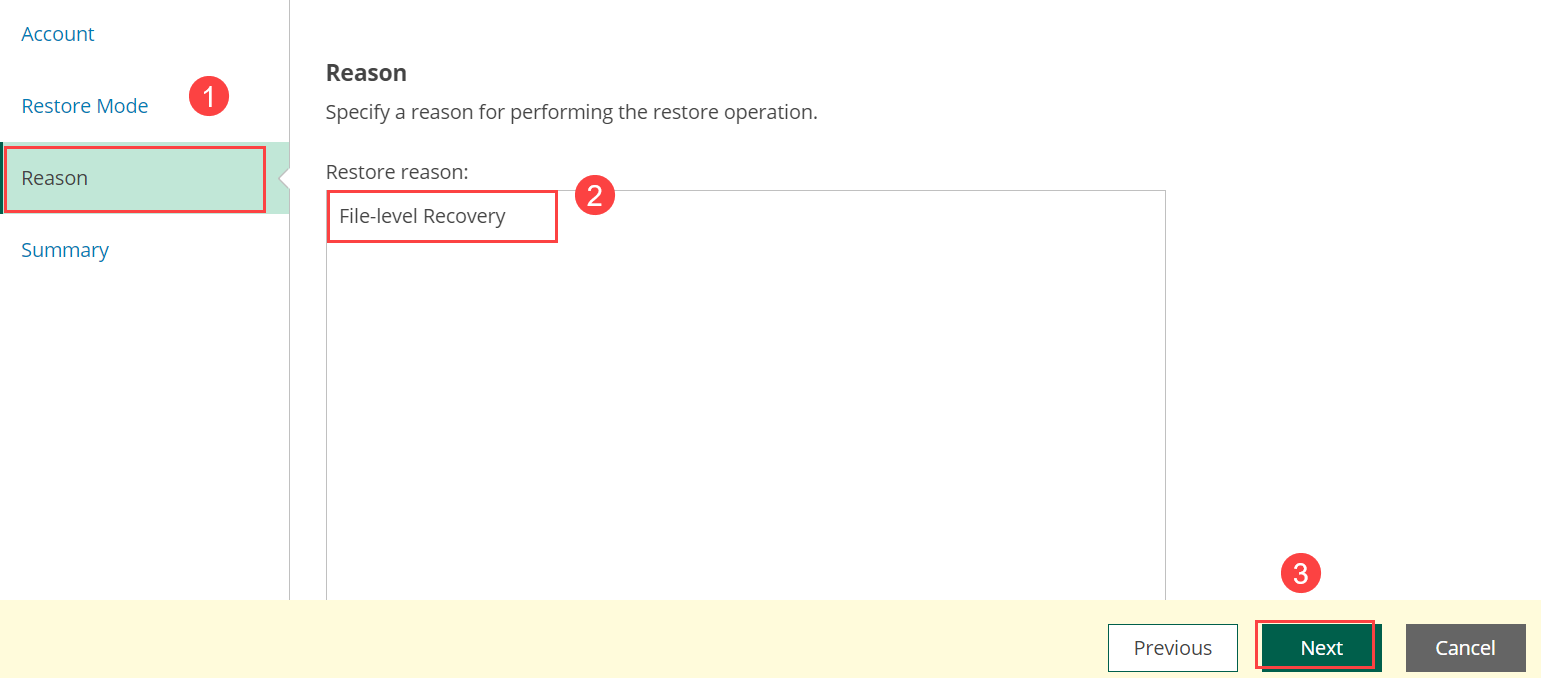 Account
Restore Mode
1
Reason
Summary
Reason
Specify a reason for performing the restore operation.
Restore reason:
2
File-level Recovery
3
Previous
Next
Cancel